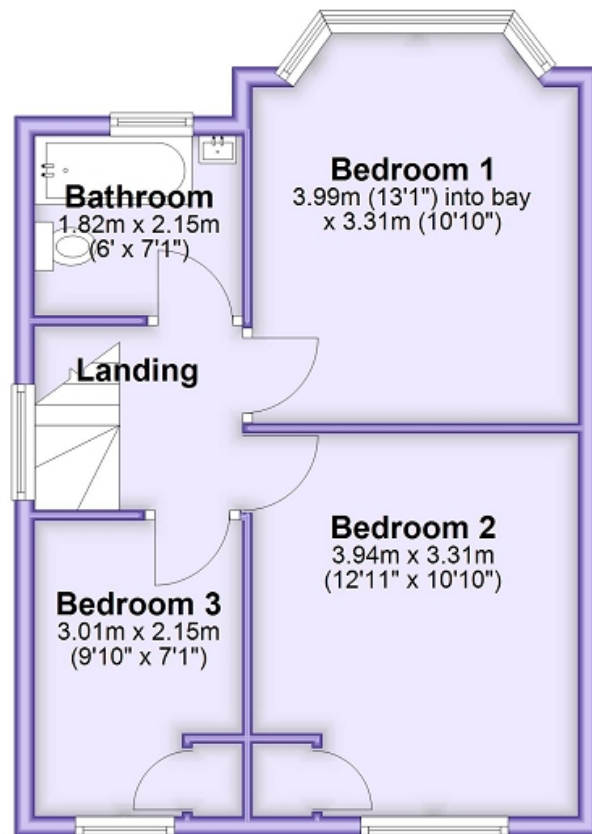 Bedroom 1
3.99m (13'1") into bay
x 3.31m (10'10")
Bathroom
1.82m x 2.15m
(6' x 7'1")
Landing
Bedroom 2
3.94m x 3.31m
(12'11" x 10'10")
Bedroom 3
3.01m x 2.15m
(9'10" x 7'1")